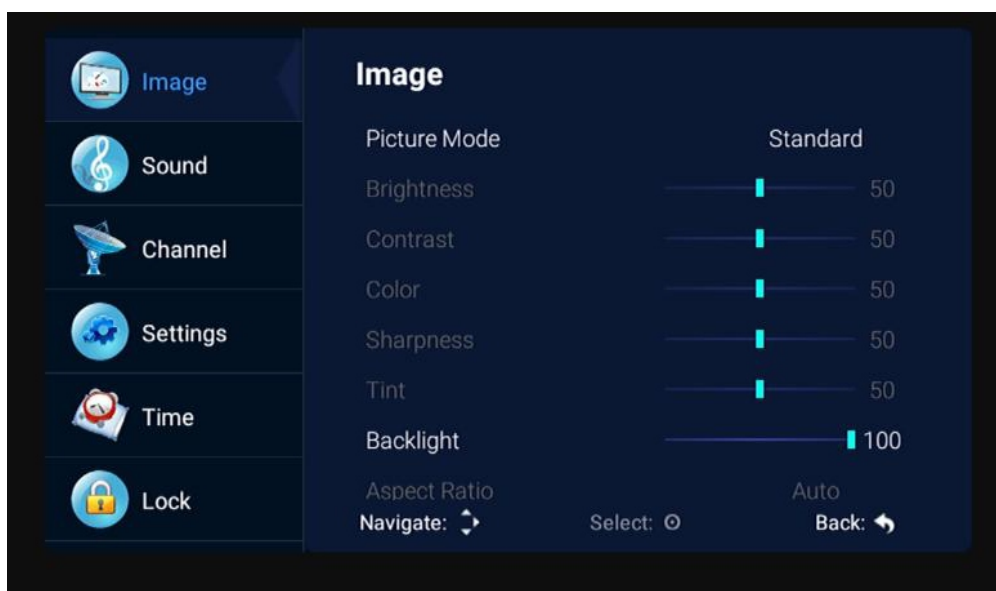 Image
Sound
Channel
Settings
Time
Lock
Image
Picture Mode Standard
Brightness 50
Contrast 50
Color 50
Sharpness 50
Tint 50
Backlight 100
Aspect Ratio Auto
Navigate: Select: Back: